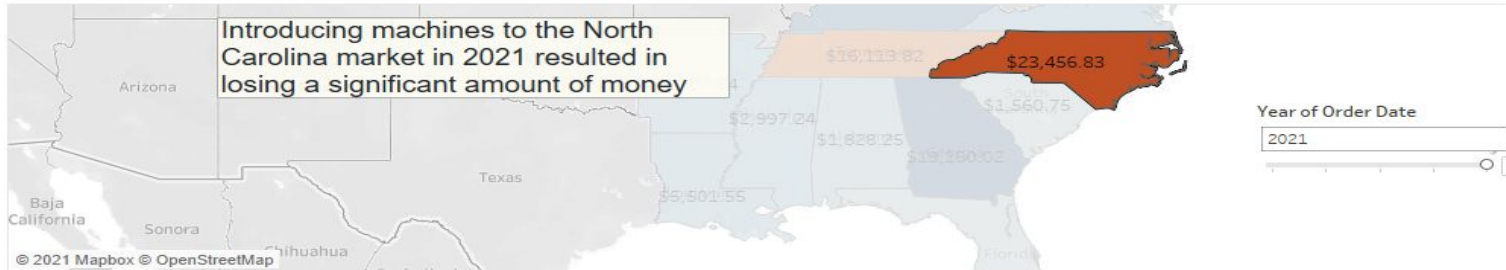 Introducing machines to the North
Carolina market in 2021 resulted in
losing a significant amount of money
$16,113.82
$23,456.83
Arizona
$1,560.75
Year of Order Date
$2,997.24
2021
$1,828.25
$19,180.02
Texas
$5,501.55
Baja
California
Sonora
Chihuahua
Florida
© 2021 Mapbox © OpenStreetMap